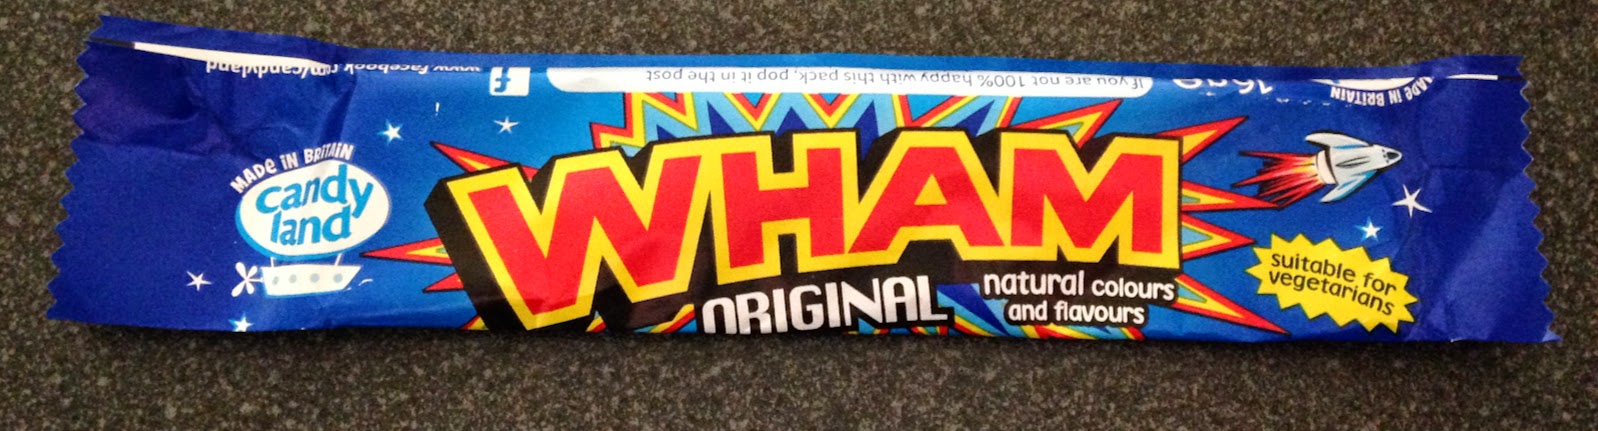 www.facebook.com/candyland
If you are not 100% happy with this pack, pop it in the post
16g e
MADE IN BRITAIN
MADE IN BRITAIN
candy
land
WHAM
ORIGINAL
natural colours
and flavours
suitable for
vegetarians